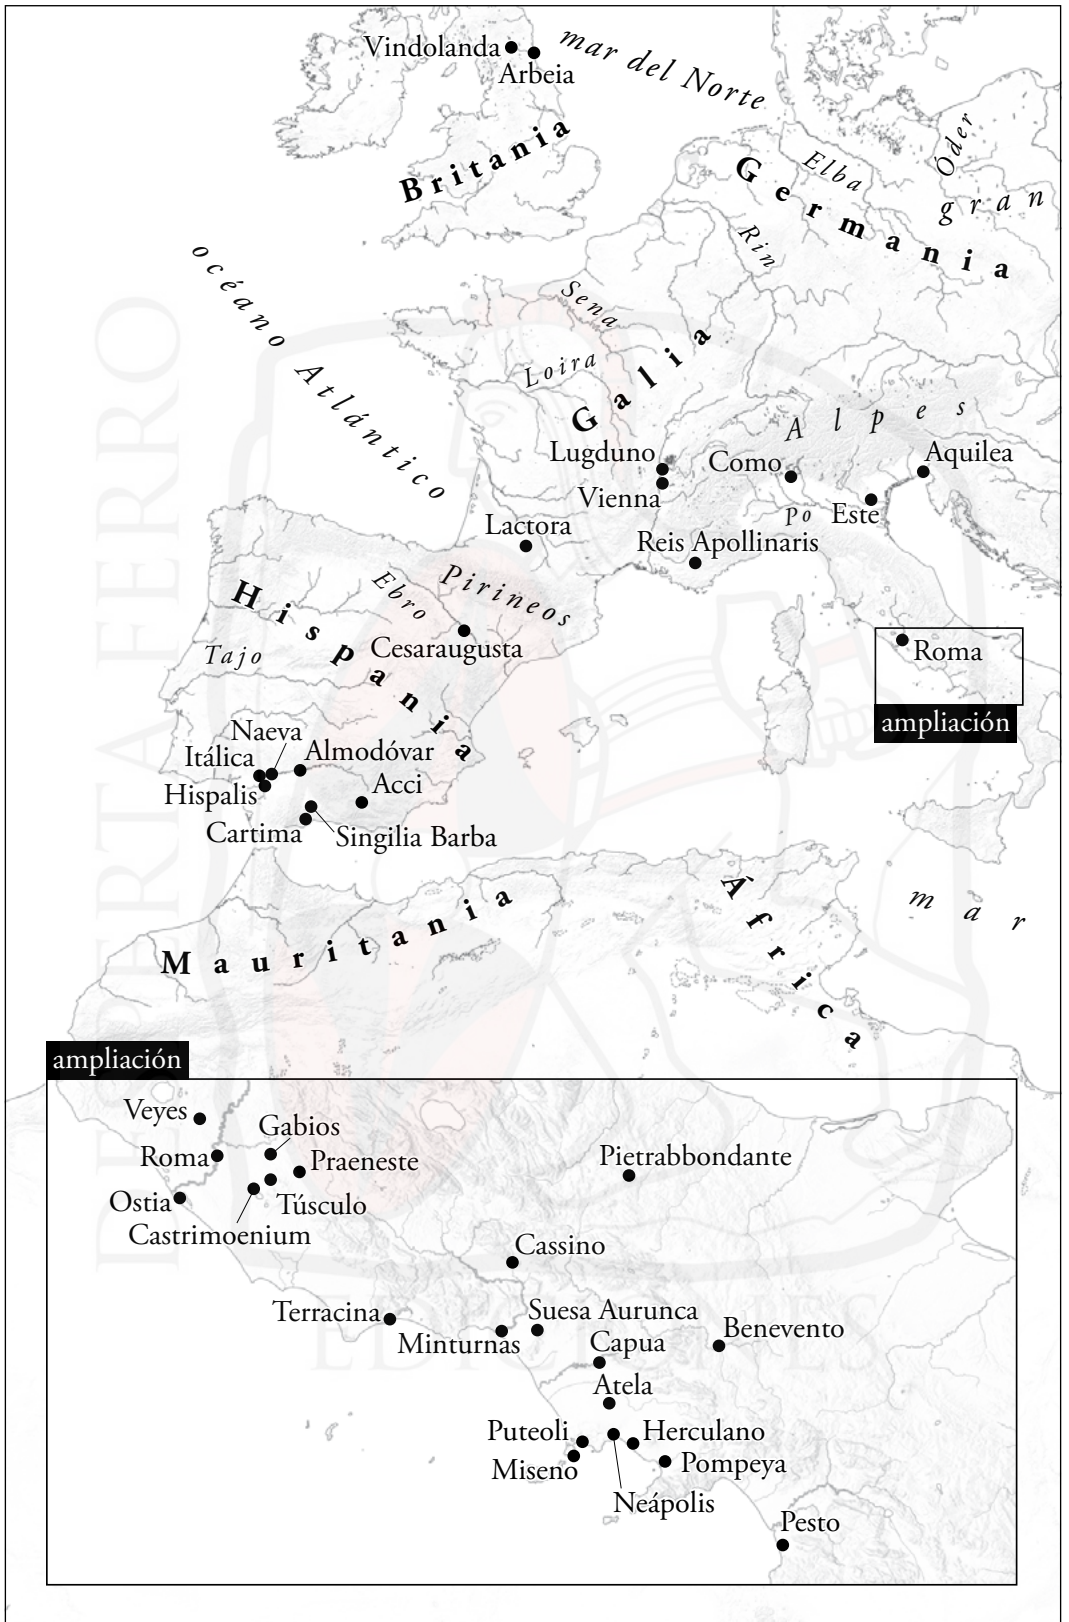 Vindolanda
Arbeia
mar del Norte
Britania
Germania
Elba
Óder
gran
Rin
océano Atlántico
Sena
Loira
Galia
Alpes
Lugduno
Vienna
Como
Aquilea
Po
Este
Lactora
Reis Apollinaris
Hispania
Ebro
Pirineos
Cesaraugusta
Tajo
Roma
ampliación
Naeva
Itálica
Almodóvar
Hispalis
Acci
Cartima
Singilia Barba
Mauritania
África
mar
ampliación
Veyes
Gabios
Roma
Praeneste
Ostia
Túsculo
Castrimoenium
Pietrabbondante
Cassino
Terracina
Minturnas
Suesa Aurunca
Capua
Benevento
Atela
Puteoli
Herculano
Miseno
Pompeya
Neápolis
Pesto
DESPERTA FERRO
EDICIONES